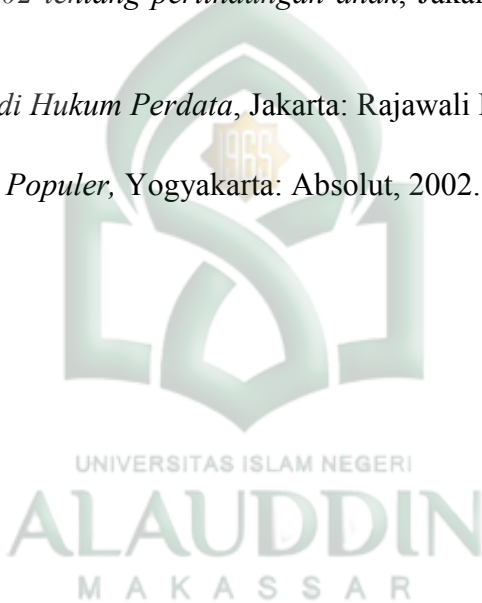 02 tentang perlindungan anak, Jakar
di Hukum Perdata, Jakarta: Rajawali
Populer, Yogyakarta: Absolut, 2002.
1965
UNIVERSITAS ISLAM NEGERI
ALAUDDIN
MAKASSAR